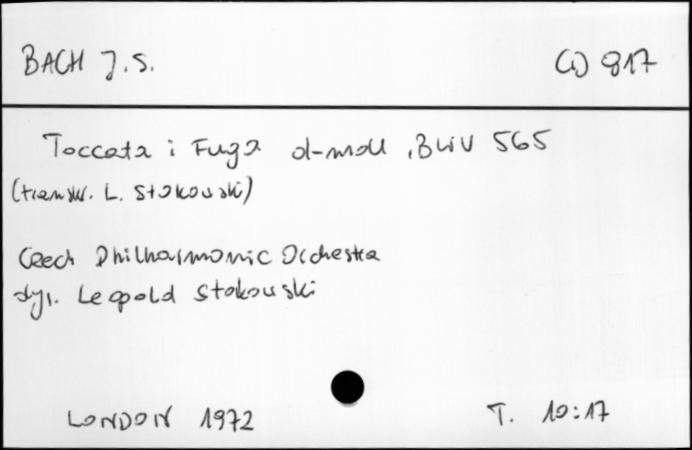 BACH J.S. CD 817
Toccata i Fuga d-moll, BWV 565
(transkr. L. Stokowski)
Czech Philharmonic Orchestra
dyr. Leopold Stokowski
LONDON 1972 T. 10:17